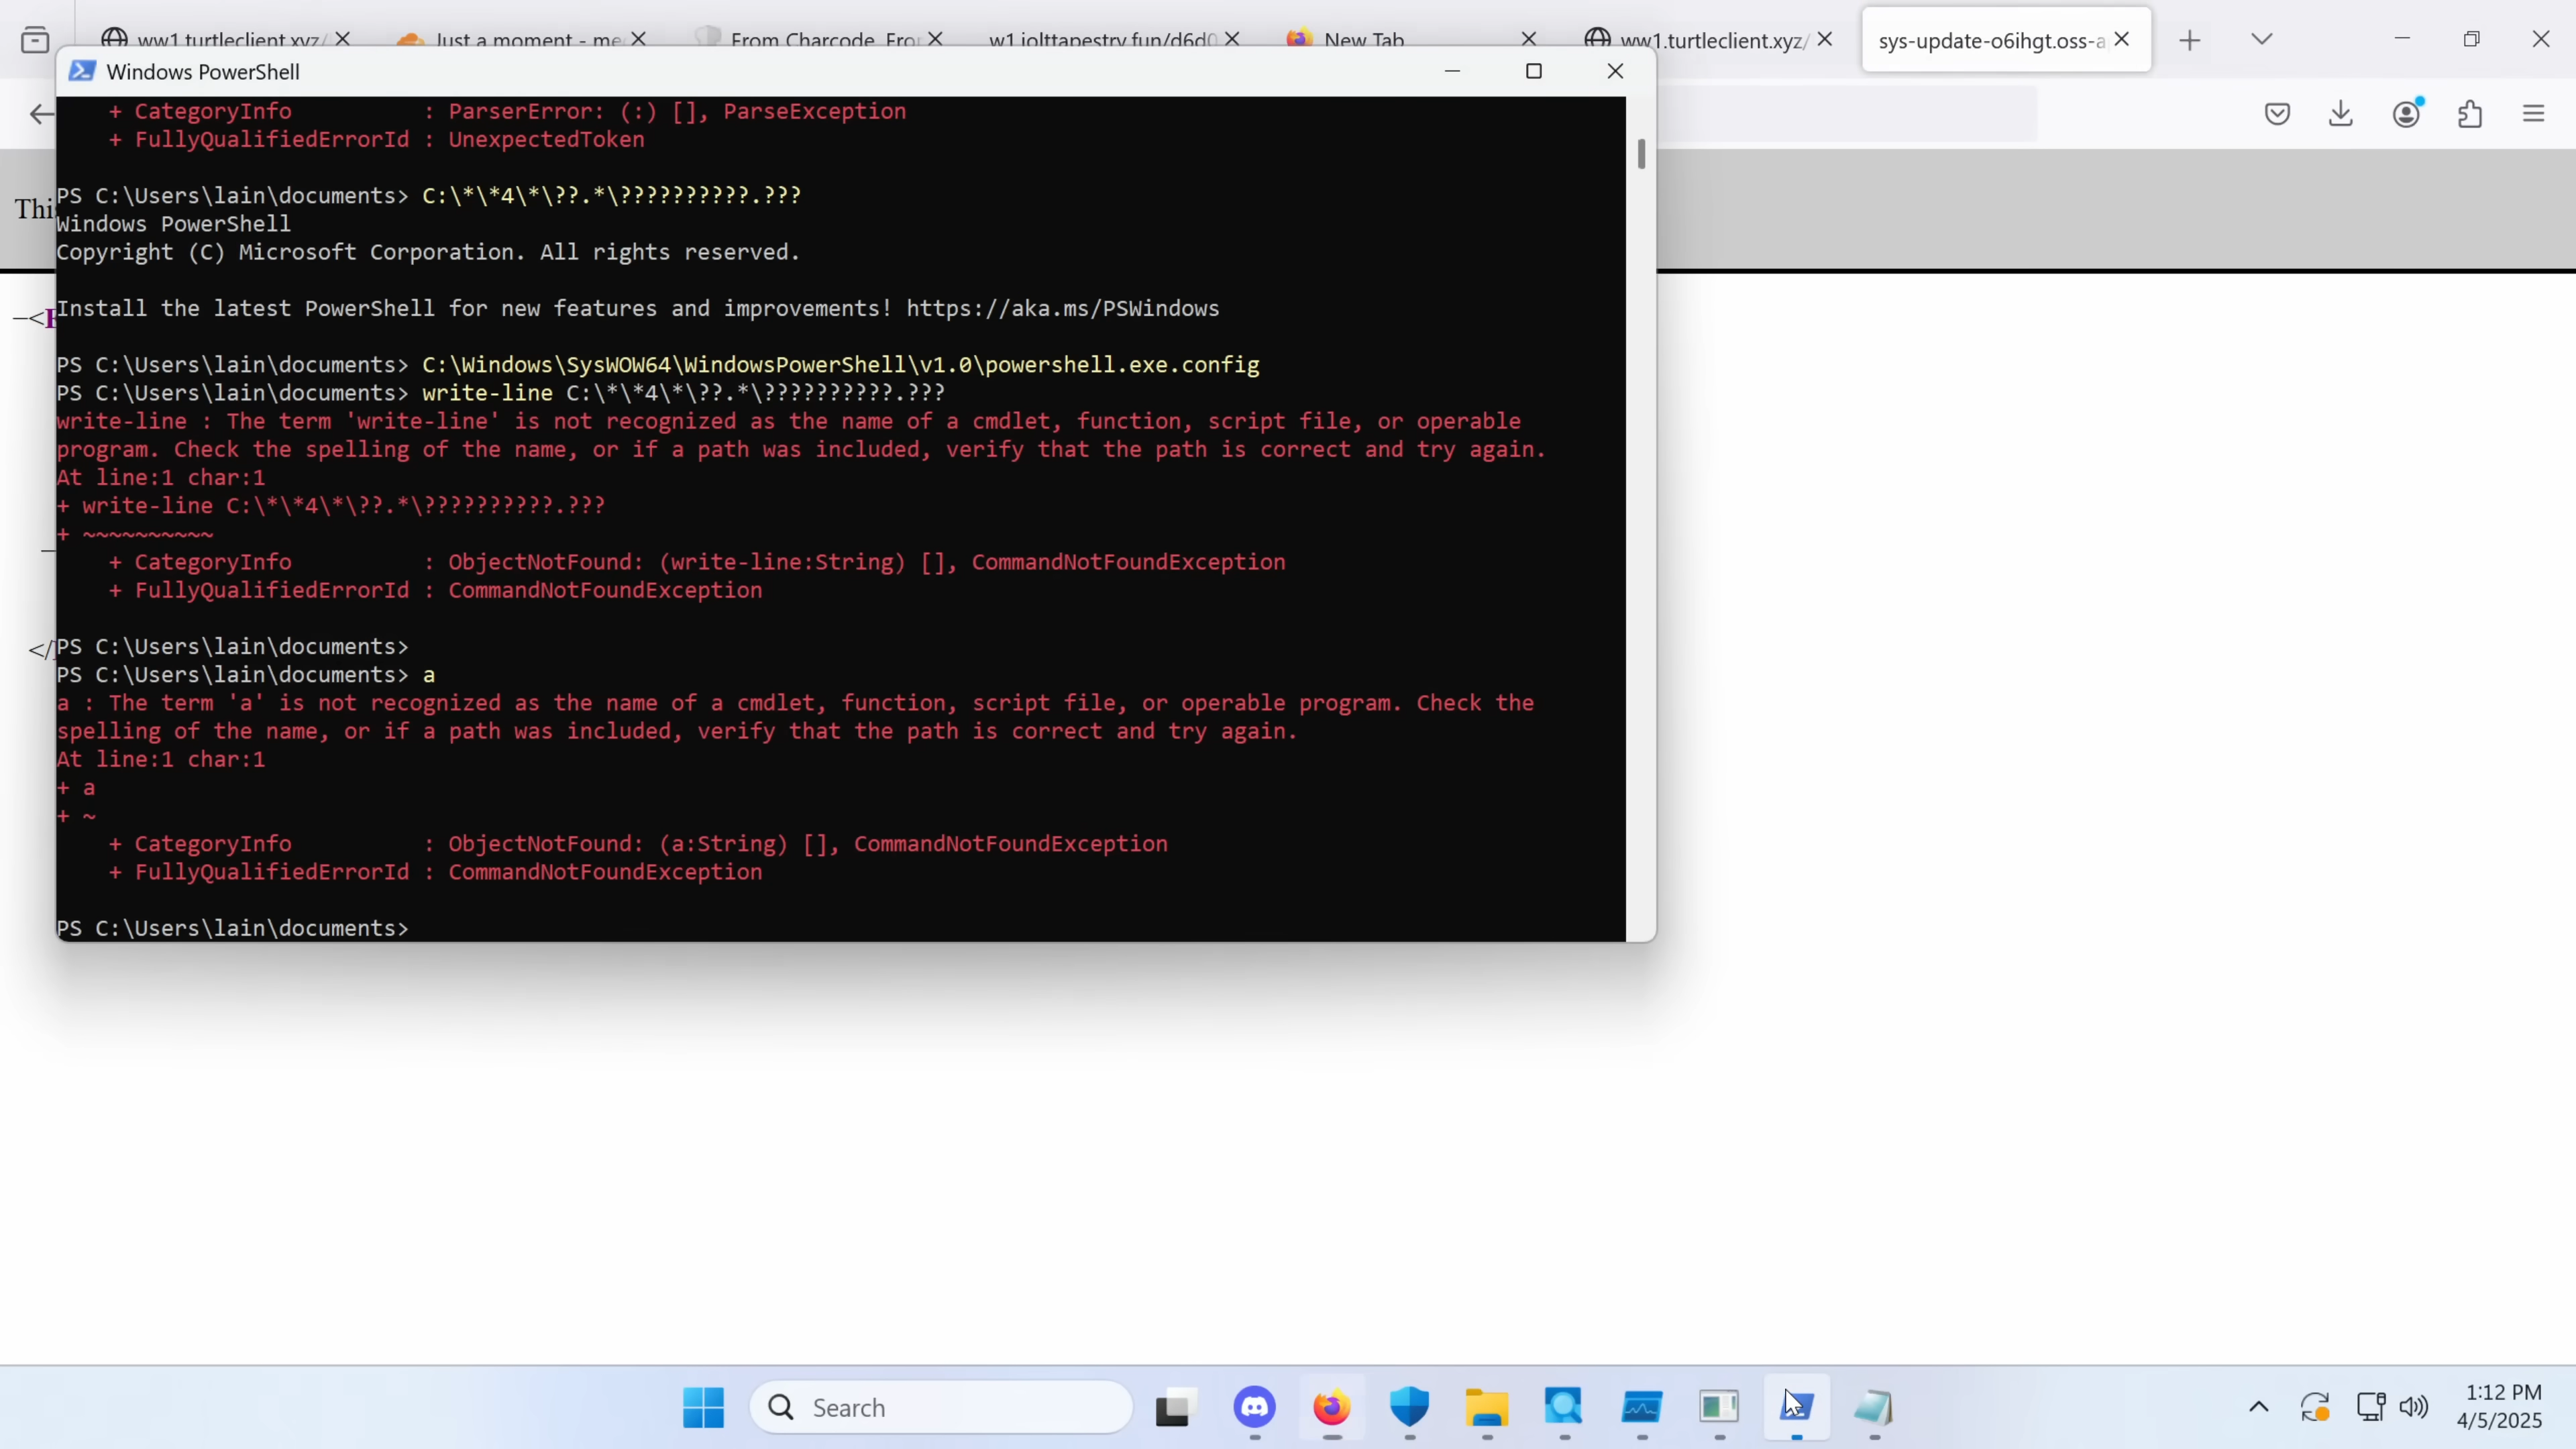 ww1.turtleclient.xyz/
Just a moment - me
From Charcode, Fro
w1.jolttapestry.fun/d6d0
New Tab
ww1.turtleclient.xyz/
sys-update-o6ihgt.oss-a
Windows PowerShell
    + CategoryInfo          : ParserError: (:) [], ParseException
    + FullyQualifiedErrorId : UnexpectedToken
Thi
PS C:\Users\lain\documents> C:\*\*4\*\??.*\??????????.???
Windows PowerShell
Copyright (C) Microsoft Corporation. All rights reserved.
Install the latest PowerShell for new features and improvements! https://aka.ms/PSWindows
PS C:\Users\lain\documents> C:\Windows\SysWOW64\WindowsPowerShell\v1.0\powershell.exe.config
PS C:\Users\lain\documents> write-line C:\*\*4\*\??.*\??????????.???
write-line : The term 'write-line' is not recognized as the name of a cmdlet, function, script file, or operable
program. Check the spelling of the name, or if a path was included, verify that the path is correct and try again.
At line:1 char:1
+ write-line C:\*\*4\*\??.*\??????????.???
+ ~~~~~~~~~~
    + CategoryInfo          : ObjectNotFound: (write-line:String) [], CommandNotFoundException
    + FullyQualifiedErrorId : CommandNotFoundException
</
PS C:\Users\lain\documents>
PS C:\Users\lain\documents> a
a : The term 'a' is not recognized as the name of a cmdlet, function, script file, or operable program. Check the
spelling of the name, or if a path was included, verify that the path is correct and try again.
At line:1 char:1
+ a
+ ~
    + CategoryInfo          : ObjectNotFound: (a:String) [], CommandNotFoundException
    + FullyQualifiedErrorId : CommandNotFoundException
PS C:\Users\lain\documents>
Search
1:12 PM
4/5/2025